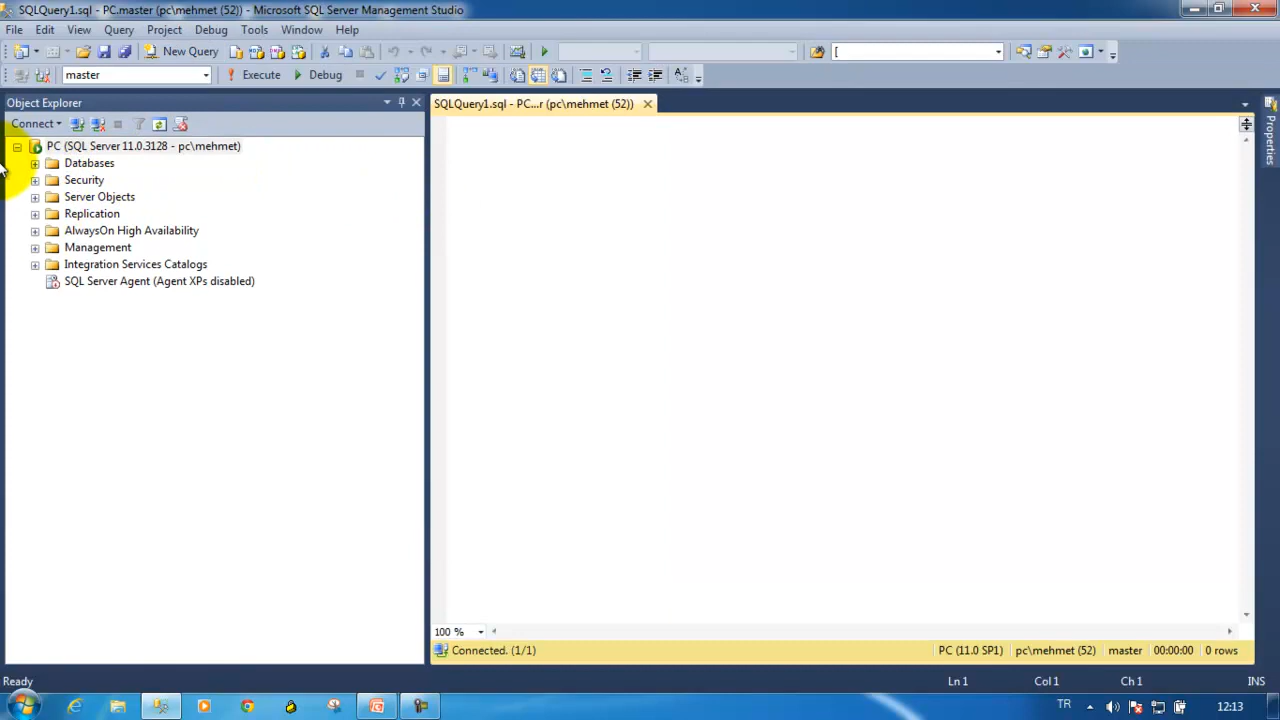 SQLQuery1.sql - PC.master (pc\mehmet (52)) - Microsoft SQL Server Management Studio
File Edit View Query Project Debug Tools Window Help
New Query [
master Execute Debug
Object Explorer
SQLQuery1.sql - PC...r (pc\mehmet (52))
Connect
PC (SQL Server 11.0.3128 - pc\mehmet)
Databases
Security
Server Objects
Replication
AlwaysOn High Availability
Management
Integration Services Catalogs
SQL Server Agent (Agent XPs disabled)
Properties
100 %
Connected. (1/1) PC (11.0 SP1) pc\mehmet (52) master 00:00:00 0 rows
Ready Ln 1 Col 1 Ch 1 INS
TR 12:13